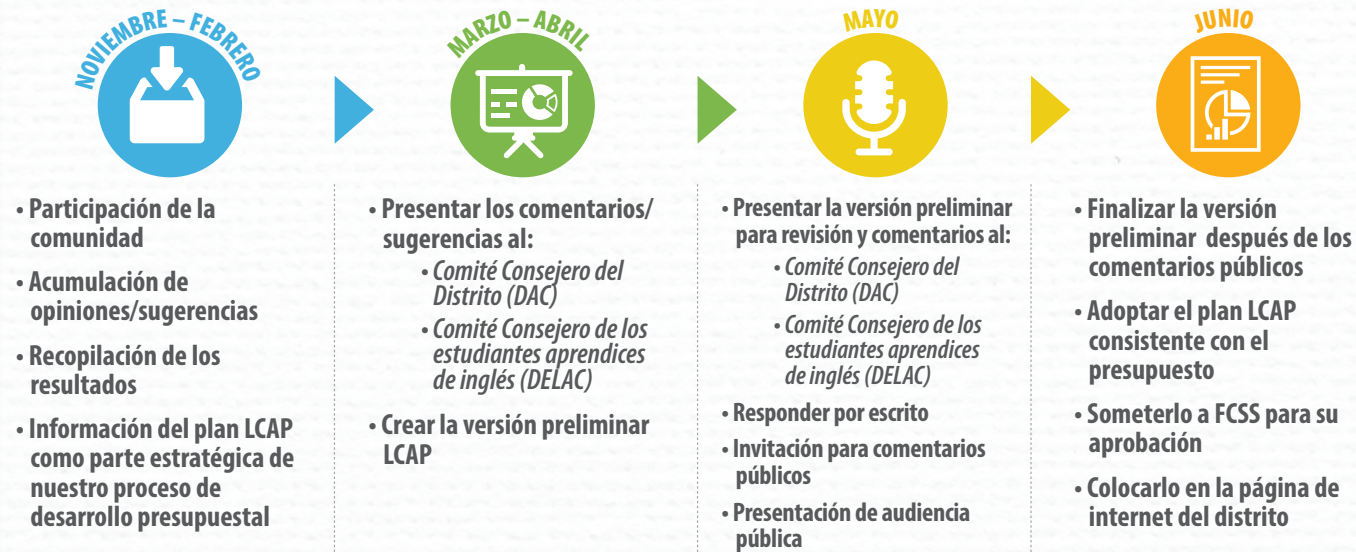 NOVIEMBRE – FEBRERO
• Participación de la
comunidad
• Acumulación de
opiniones/sugerencias
• Recopilación de los
resultados
• Información del plan LCAP
como parte estratégica de
nuestro proceso de
desarrollo presupuestal
MARZO – ABRIL
• Presentar los comentarios/
sugerencias al:
• Comité Consejero del
Distrito (DAC)
• Comité Consejero de los
estudiantes aprendices
de inglés (DELAC)
• Crear la versión preliminar
LCAP
MAYO
• Presentar la versión preliminar
para revisión y comentarios al:
• Comité Consejero del
Distrito (DAC)
• Comité Consejero de los
estudiantes aprendices
de inglés (DELAC)
• Responder por escrito
• Invitación para comentarios
públicos
• Presentación de audiencia
pública
JUNIO
• Finalizar la versión
preliminar después de los
comentarios públicos
• Adoptar el plan LCAP
consistente con el
presupuesto
• Someterlo a FCSS para su
aprobación
• Colocarlo en la página de
internet del distrito